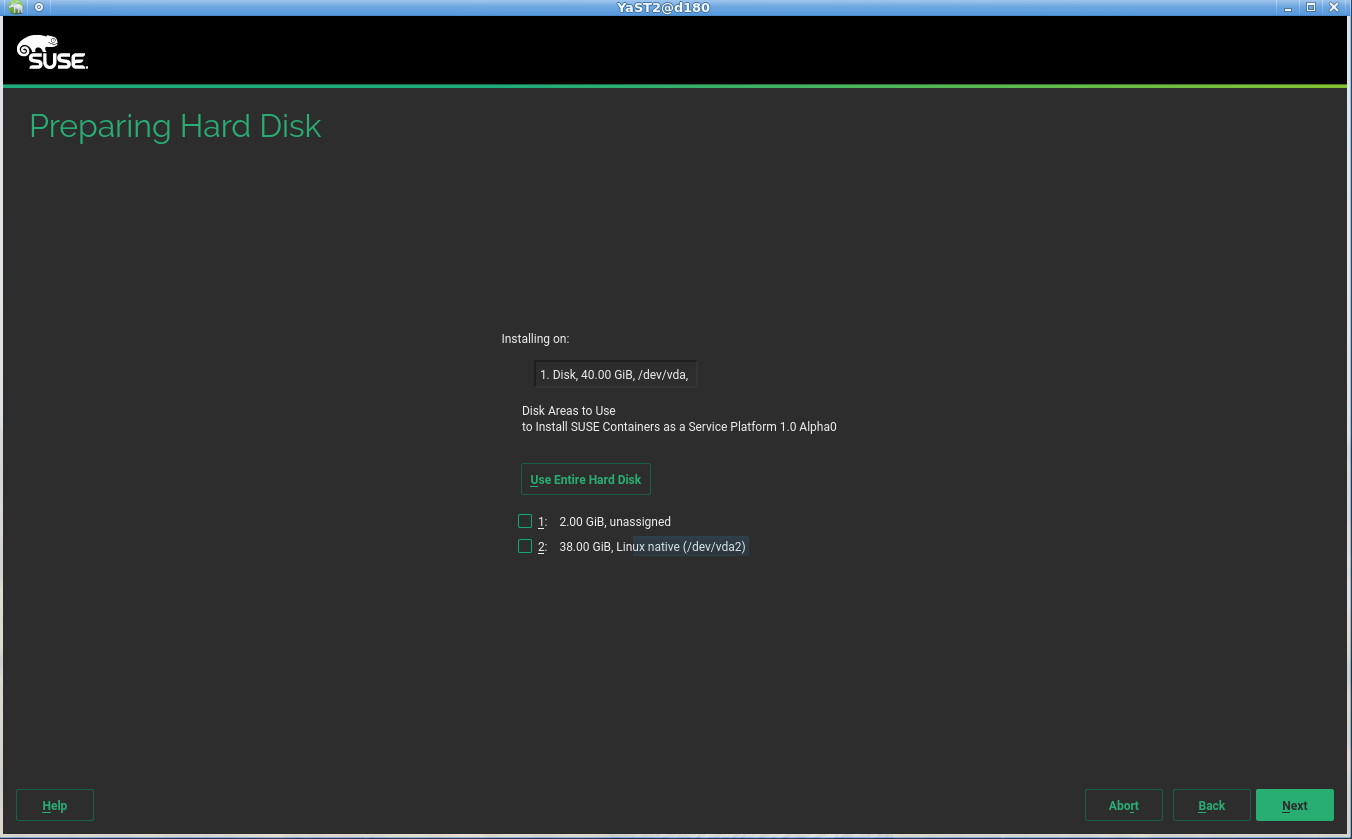 YaST2@d180
SUSE.
Preparing Hard Disk
Installing on:
1. Disk, 40.00 GiB, /dev/vda,
Disk Areas to Use
to Install SUSE Containers as a Service Platform 1.0 Alpha0
Use Entire Hard Disk
1: 2.00 GiB, unassigned
2: 38.00 GiB, Linux native (/dev/vda2)
Help
Abort
Back
Next